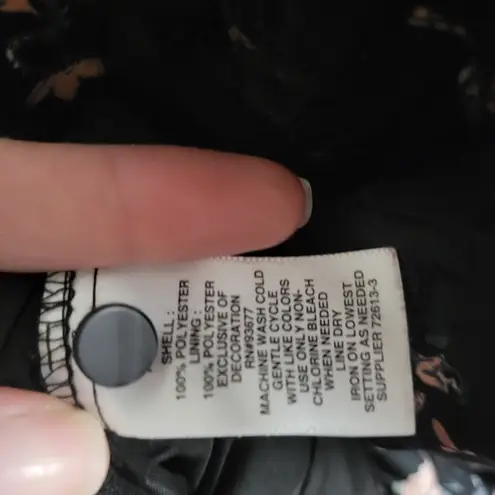 SHELL :
100% POLYESTER
LINING :
100% POLYESTER
EXCLUSIVE OF
DECORATION
RN#93677
MACHINE WASH COLD
GENTLE CYCLE
WITH LIKE COLORS
USE ONLY NON-
CHLORINE BLEACH
WHEN NEEDED
LINE DRY
IRON ON LOWEST
SETTING AS NEEDED
SUPPLIER 72613-3